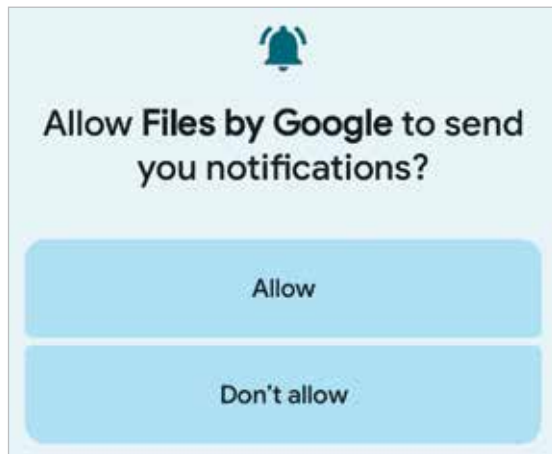 Allow Files by Google to send
you notifications?
Allow
Don't allow